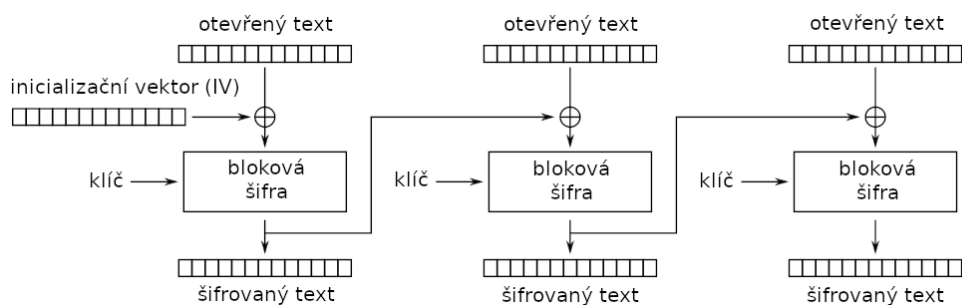 otevřený text
otevřený text
otevřený text
inicializační vektor (IV)
klíč
bloková
šifra
klíč
bloková
šifra
klíč
bloková
šifra
šifrovaný text
šifrovaný text
šifrovaný text